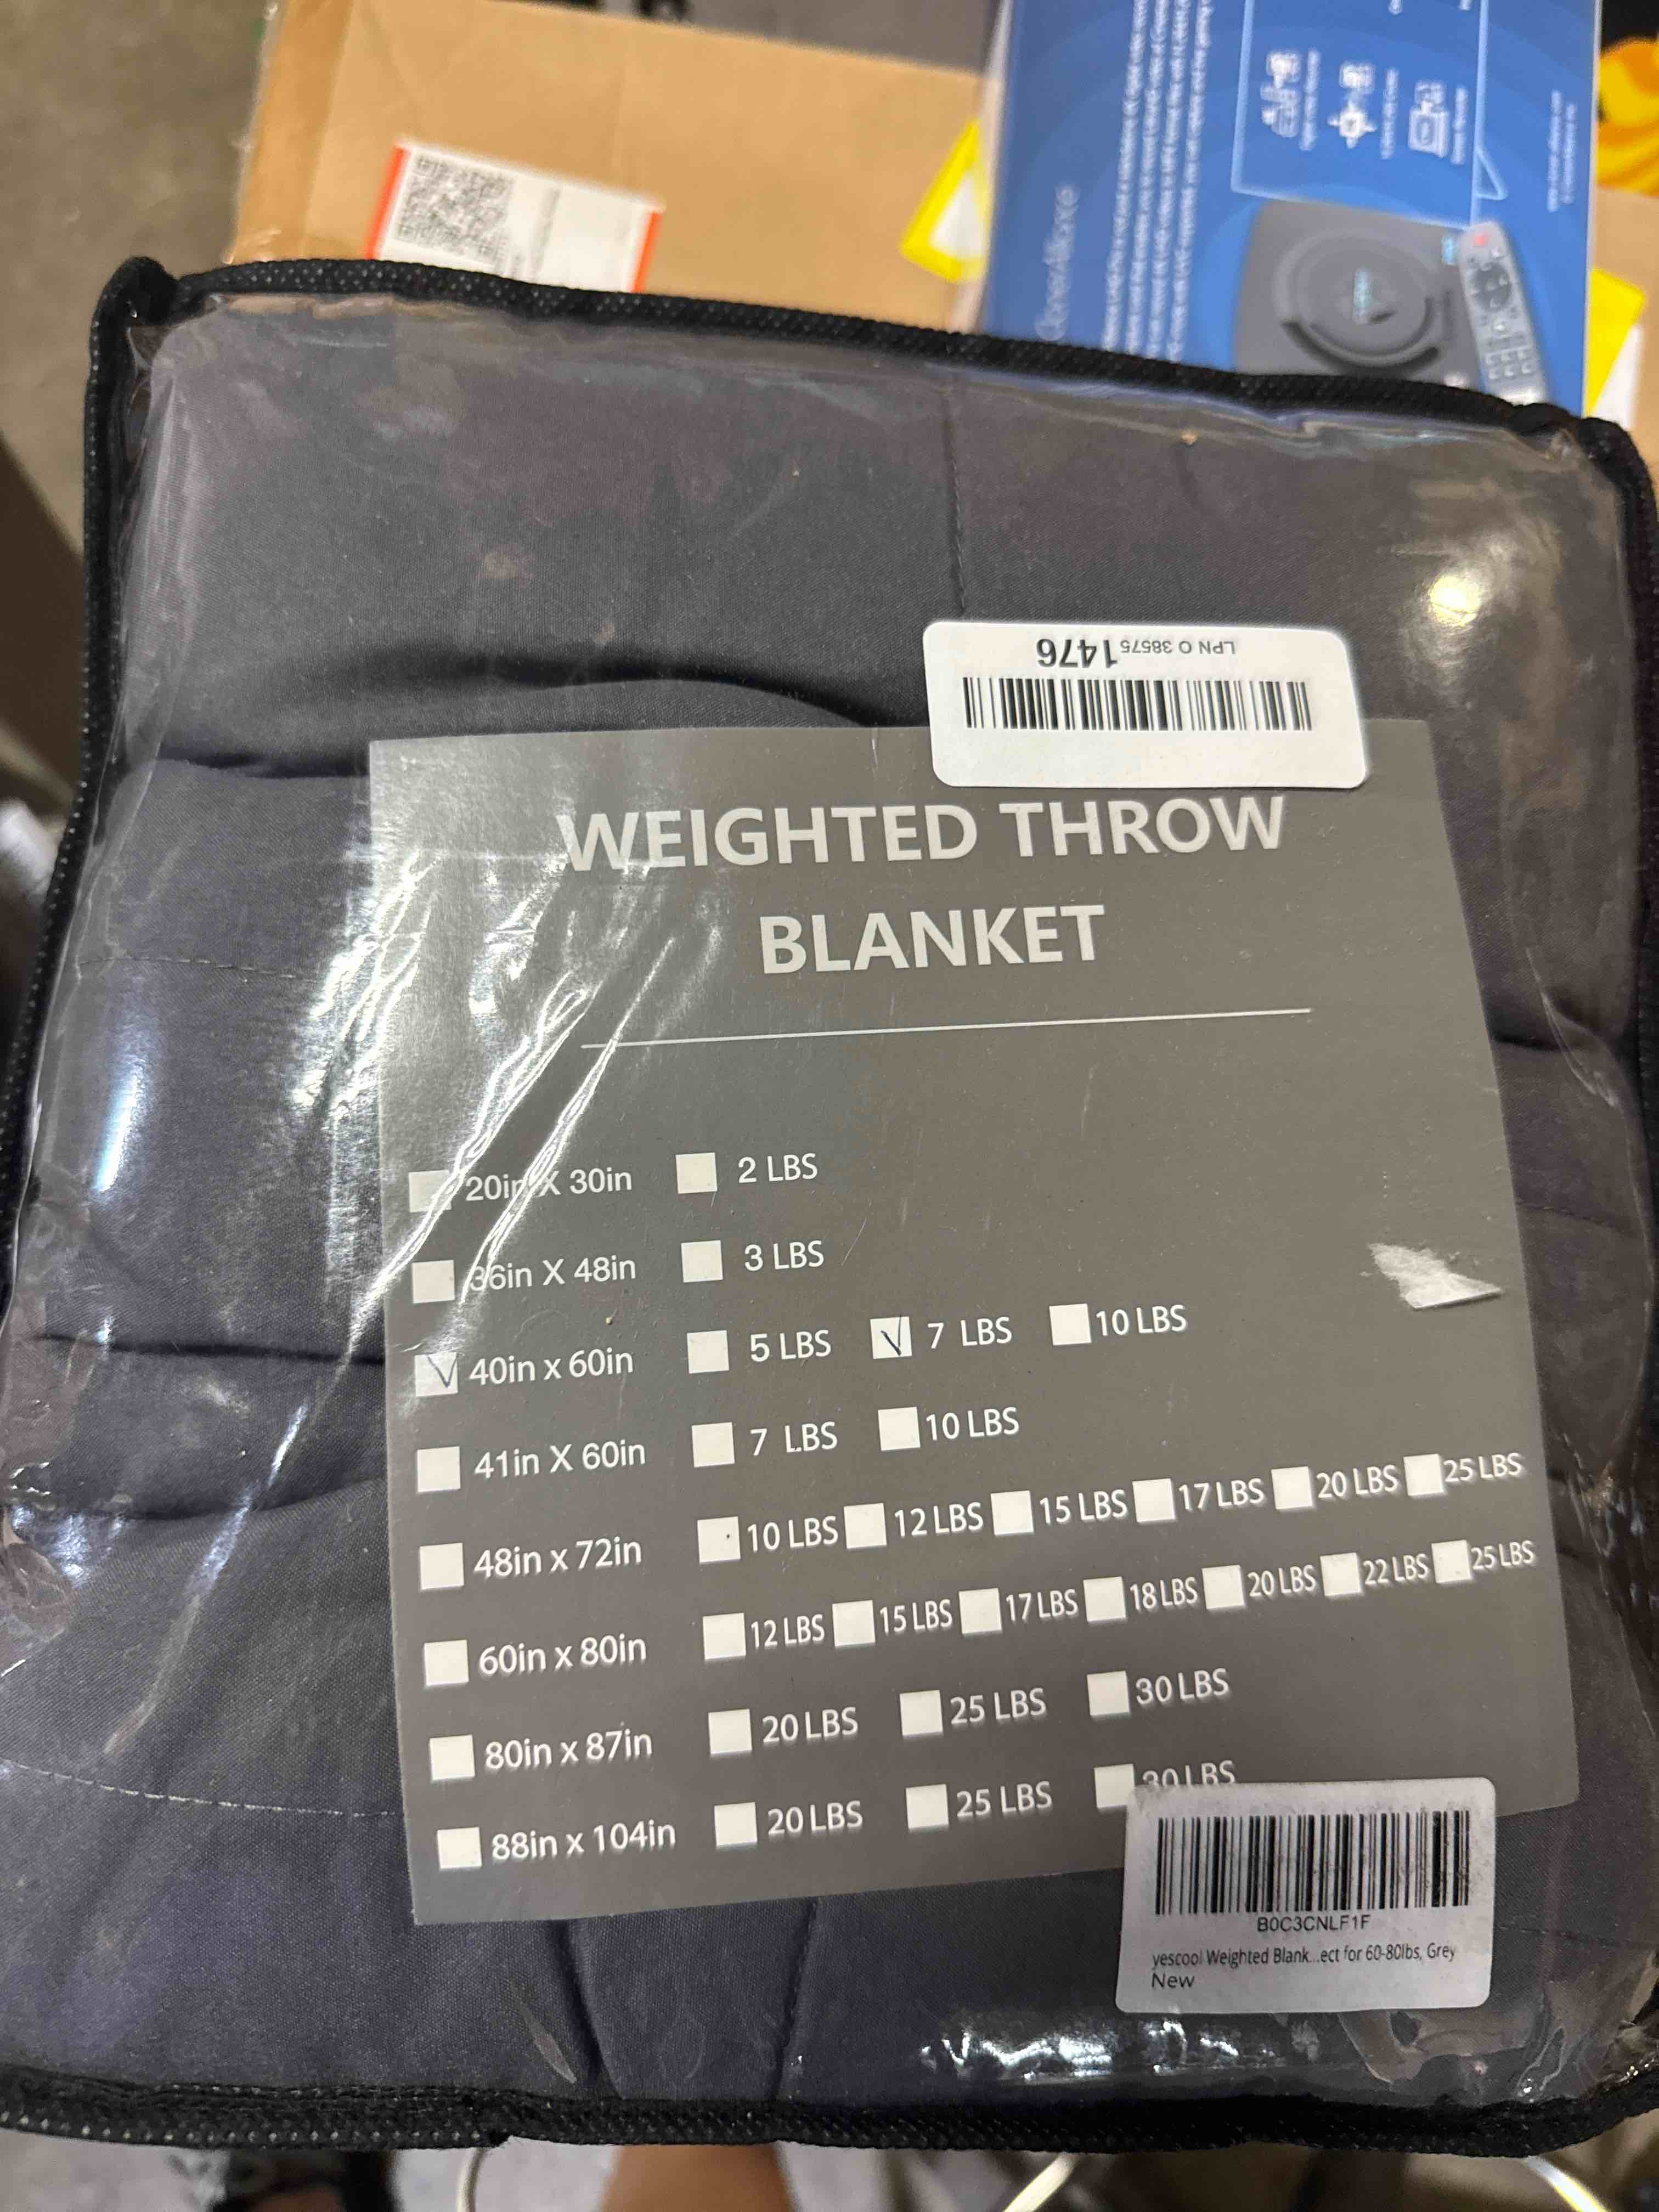 LPN O 385751476
WEIGHTED THROW
BLANKET
20in X 30in 2 LBS
36in X 48in 3 LBS
40in x 60in 5 LBS 7 LBS 10 LBS
41in X 60in 7 LBS 10 LBS
48in x 72in 10 LBS 12 LBS 15 LBS 17 LBS 20 LBS 25 LBS
60in x 80in 12 LBS 15 LBS 17 LBS 18 LBS 20 LBS 22 LBS 25 LBS
80in x 87in 20 LBS 25 LBS 30 LBS
88in x 104in 20 LBS 25 LBS 30 LBS
B0C3CNLF1F
yescool Weighted Blank...ect for 60-80lbs, Grey
New